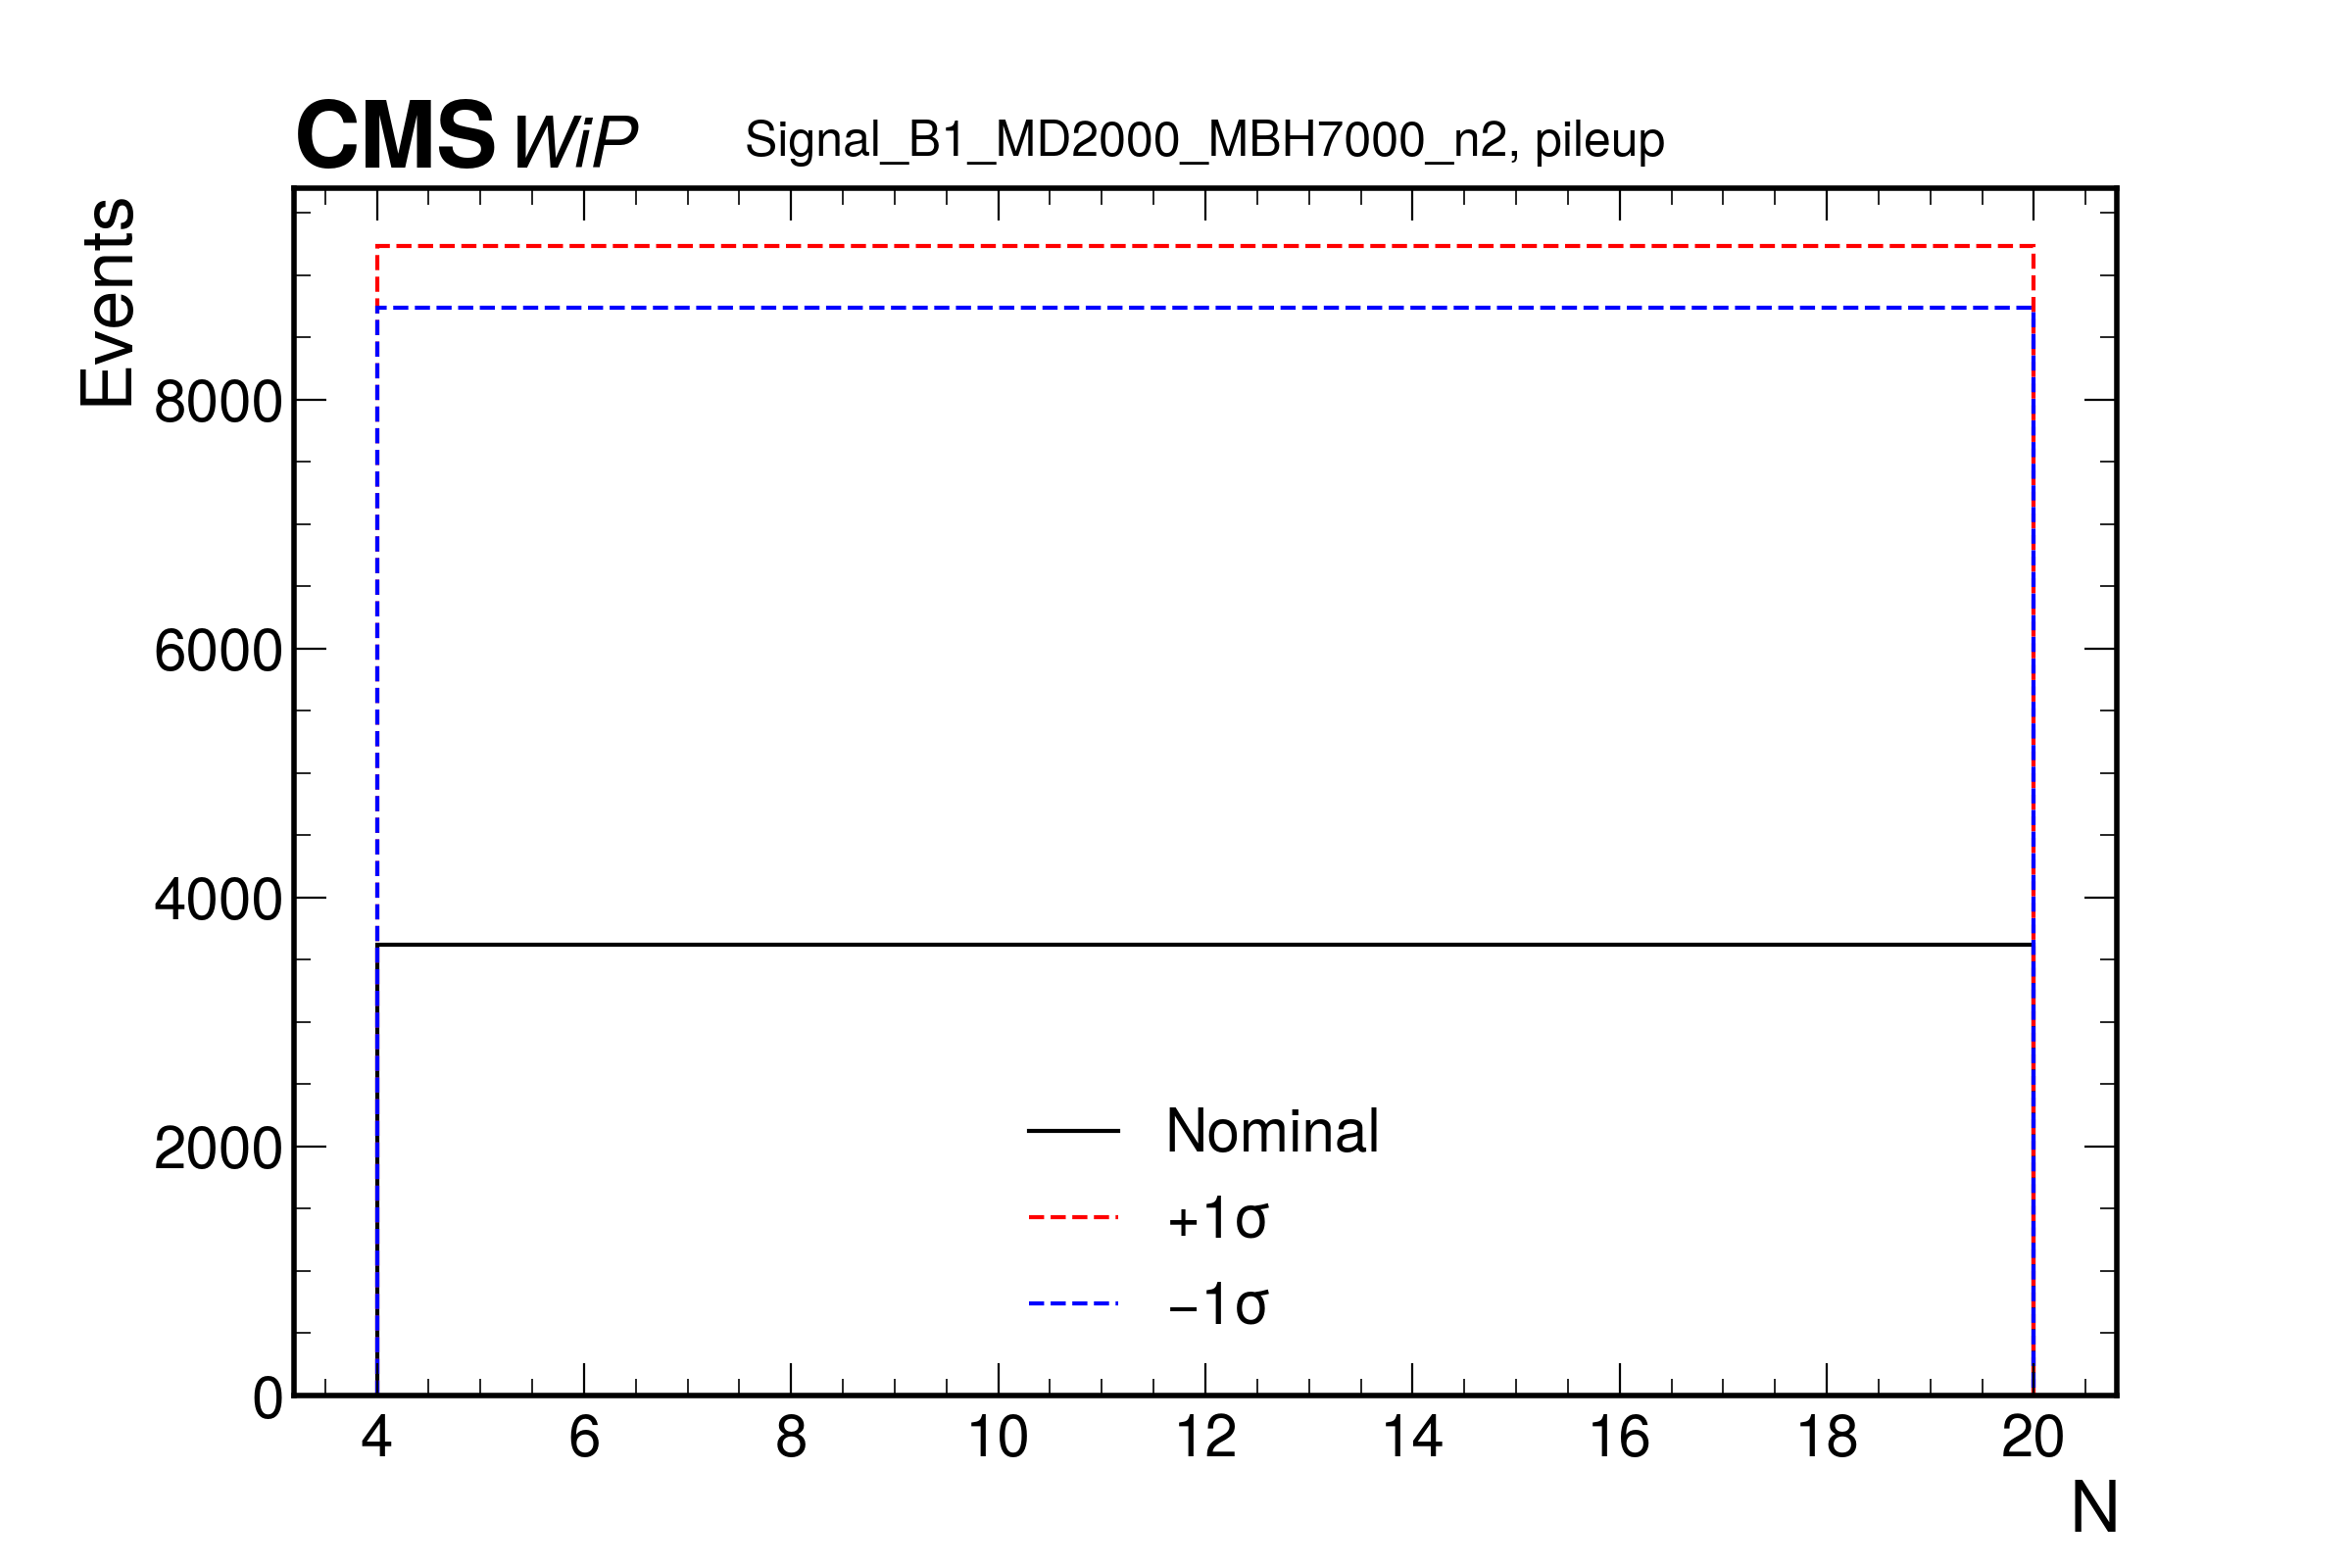 CMS WiP Signal_B1_MD2000_MBH7000_n2, pileup
Events
8000
6000
4000
2000
0
Nominal
+1σ
−1σ
4 6 8 10 12 14 16 18 20
N